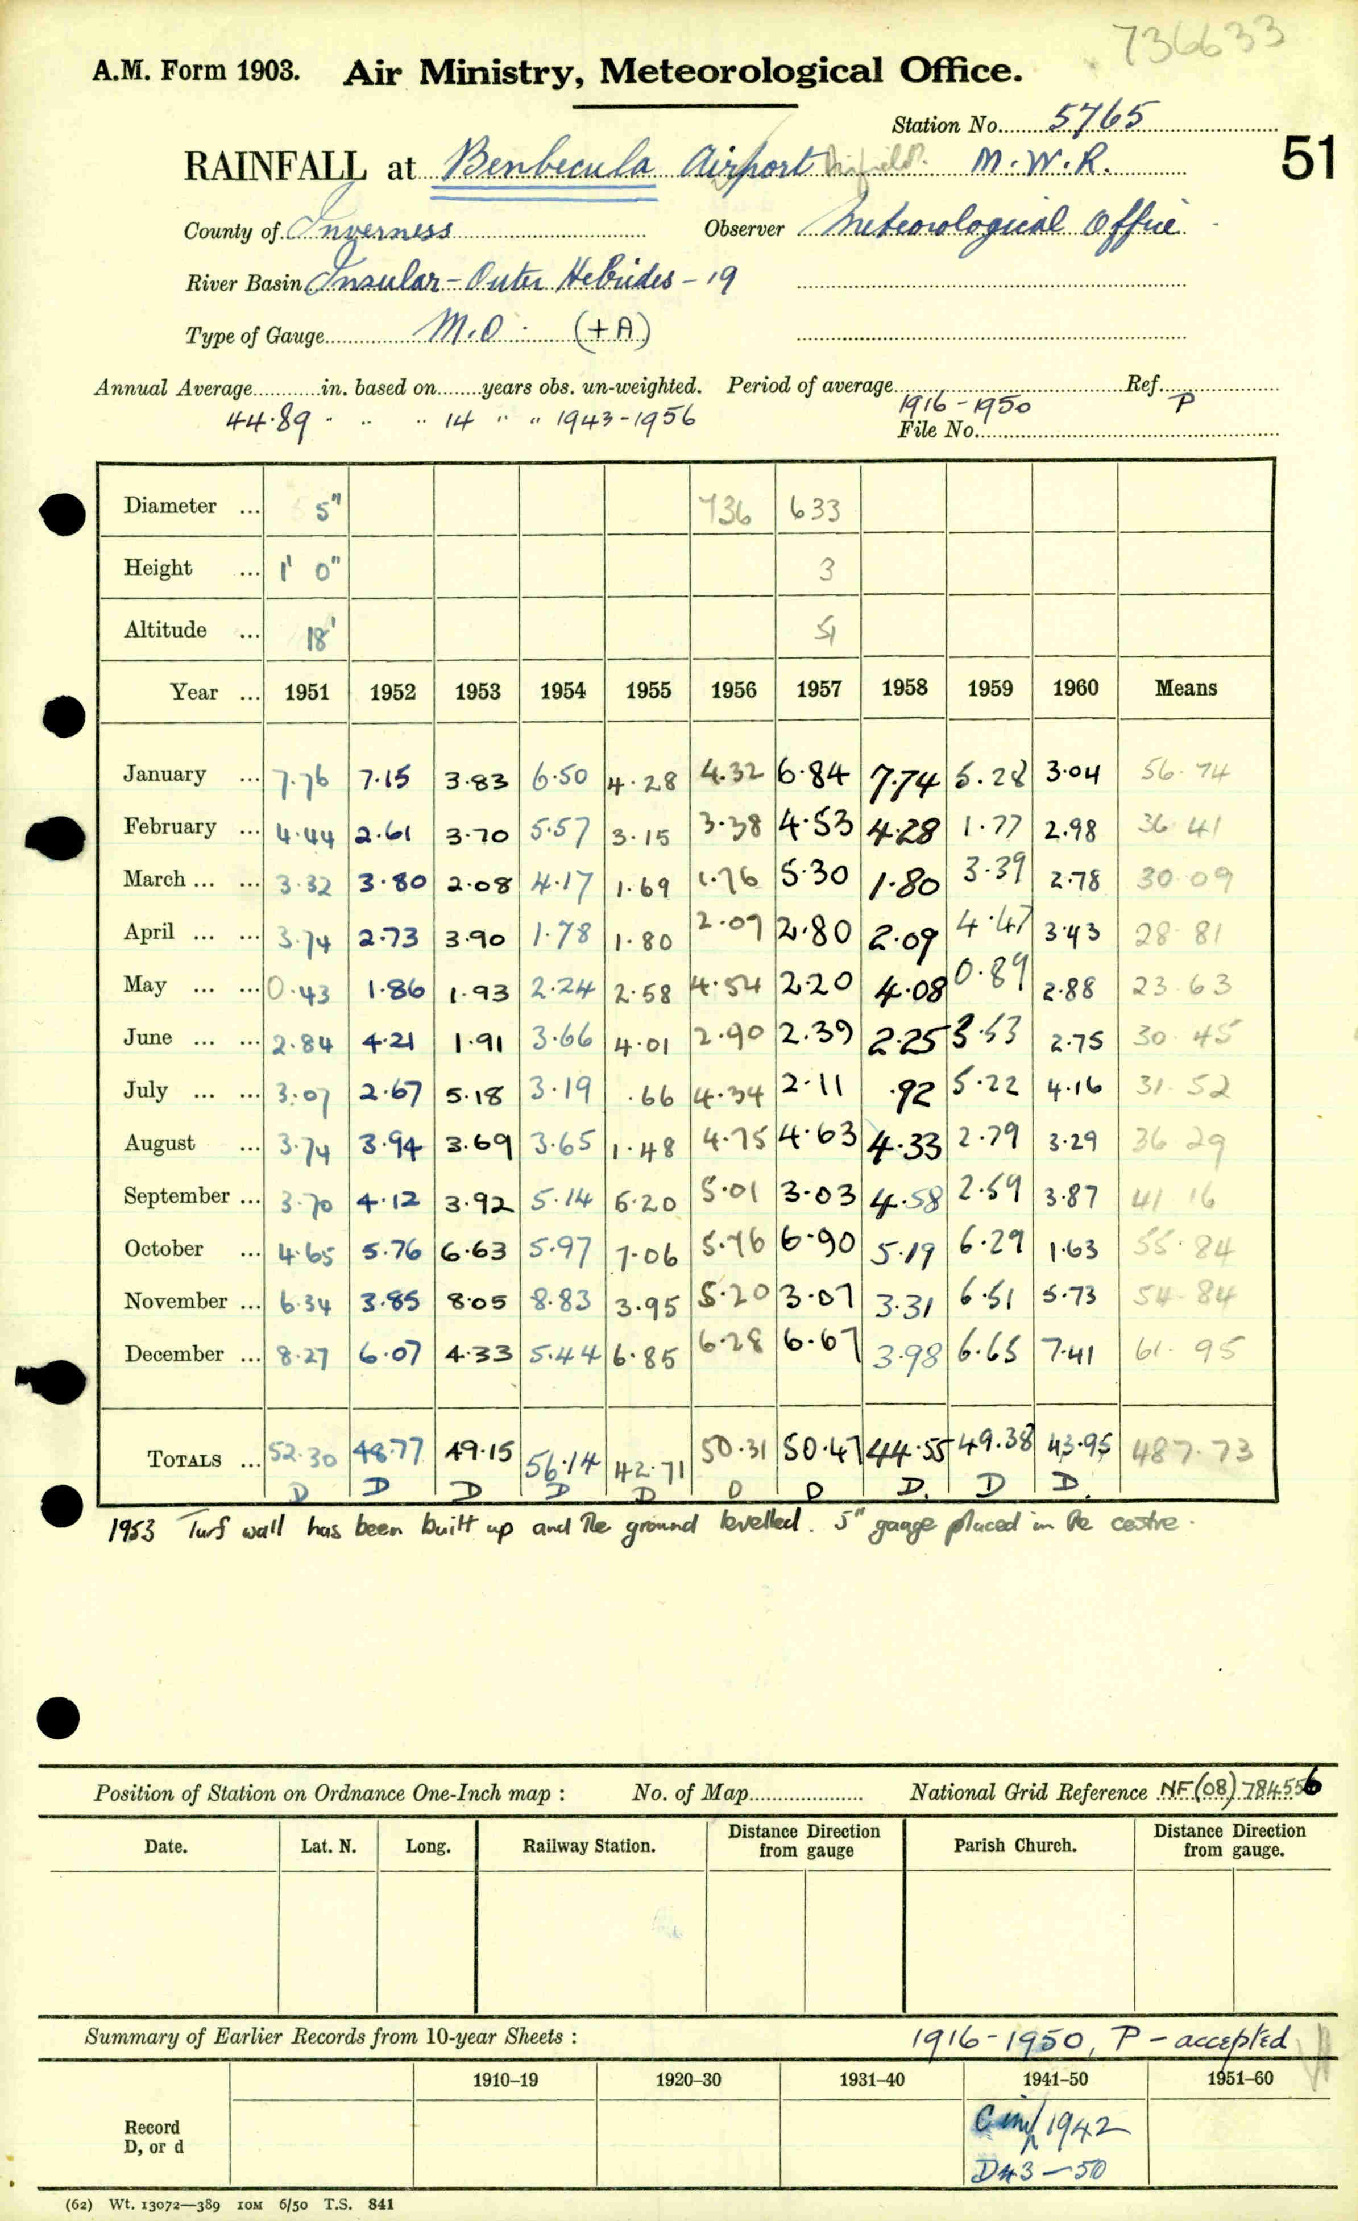 736633
A.M. Form 1903. Air Ministry, Meteorological Office.
Station No. 5765
RAINFALL at Benbecula Airport Airfield. M.W.R. 51
County of Inverness Observer Meteorological Office
River Basin Insular - Outer Hebrides - 19
Type of Gauge M.O. (+A)
Annual Average in. based on years obs. un-weighted. Period of average 1916-1950 Ref. P
44.89 " " " 14 " " 1943-1956 File No.
Diameter ... 5" 736 633
Height ... 1' 0" 3
Altitude ... 18' 51
Year ... 1951 1952 1953 1954 1955 1956 1957 1958 1959 1960 Means
January ... 7.76 7.15 3.83 6.50 4.28 4.32 6.84 7.74 5.28 3.04 56.74
February ... 4.44 2.61 3.70 5.57 3.15 3.38 4.53 4.28 1.77 2.98 36.41
March ... ... 3.32 3.80 2.08 4.17 1.69 1.76 5.30 1.80 3.39 2.78 30.09
April ... ... 3.74 2.73 3.90 1.78 1.80 2.07 2.80 2.09 4.47 3.43 28.81
May ... ... 0.43 1.86 1.93 2.24 2.58 4.54 2.20 4.08 0.89 2.88 23.63
June ... ... 2.84 4.21 1.91 3.66 4.01 2.90 2.39 2.25 3.53 2.75 30.45
July ... ... 3.07 2.67 5.18 3.19 .66 4.34 2.11 .92 5.22 4.16 31.52
August ... 3.74 3.94 3.69 3.65 1.48 4.75 4.63 4.33 2.79 3.29 36 29
September ... 3.70 4.12 3.92 5.14 5.20 5.01 3.03 4.58 2.59 3.87 41 16
October ... 4.65 5.76 6.63 5.97 7.06 5.76 6.90 5.19 6.29 1.63 55.84
November ... 6.34 3.85 8.05 8.83 3.95 5.20 3.07 3.31 6.51 5.73 54.84
December ... 8.27 6.07 4.33 5.44 6.85 6.28 6.67 3.98 6.65 7.41 61.95
TOTALS ... 52.30 48.77 49.15 56.14 42.71 50.31 50.47 44.55 49.38 43.95 487.73
D D D D D D D D. D D.
1953 Turf wall has been built up and the ground levelled. 5" gauge placed in the centre.
Position of Station on Ordnance One-Inch map : No. of Map National Grid Reference NF(08) 784556
Date. Lat. N. Long. Railway Station. Distance Direction from gauge Parish Church. Distance Direction from gauge.
Summary of Earlier Records from 10-year Sheets : 1916-1950, P - accepted
1910–19 1920–30 1931–40 1941–50 1951–60
Record
D, or d
1942
D43-50
(62) Wt. 13072—389 10M 6/50 T.S. 841